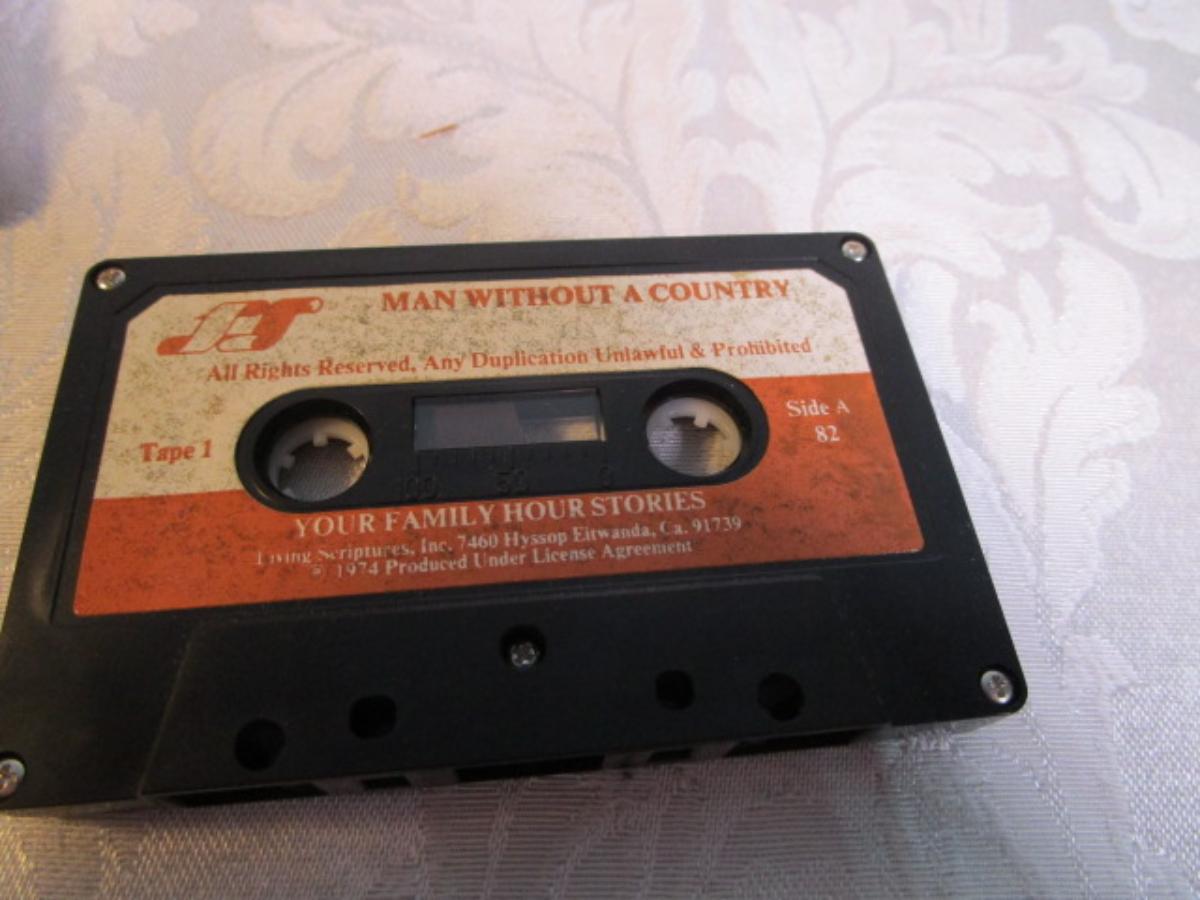 MAN WITHOUT A COUNTRY
All Rights Reserved, Any Duplication Unlawful & Prohibited
Tape 1
Side A
82
100 50 0
YOUR FAMILY HOUR STORIES
Living Scriptures, Inc. 7460 Hyssop Eitwanda, Ca. 91739
1974 Produced Under License Agreement